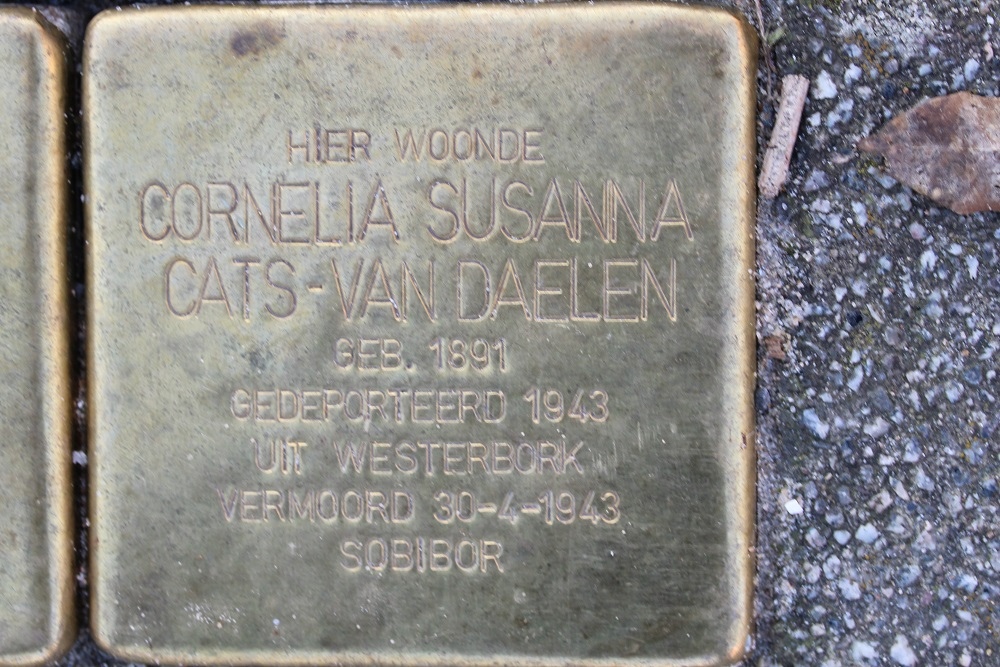 HIER WOONDE
CORNELIA SUSANNA
CATS-VAN DAELEN
GEB. 1891
GEDEPORTEERD 1943
UIT WESTERBORK
VERMOORD 30-4-1943
SOBIBOR